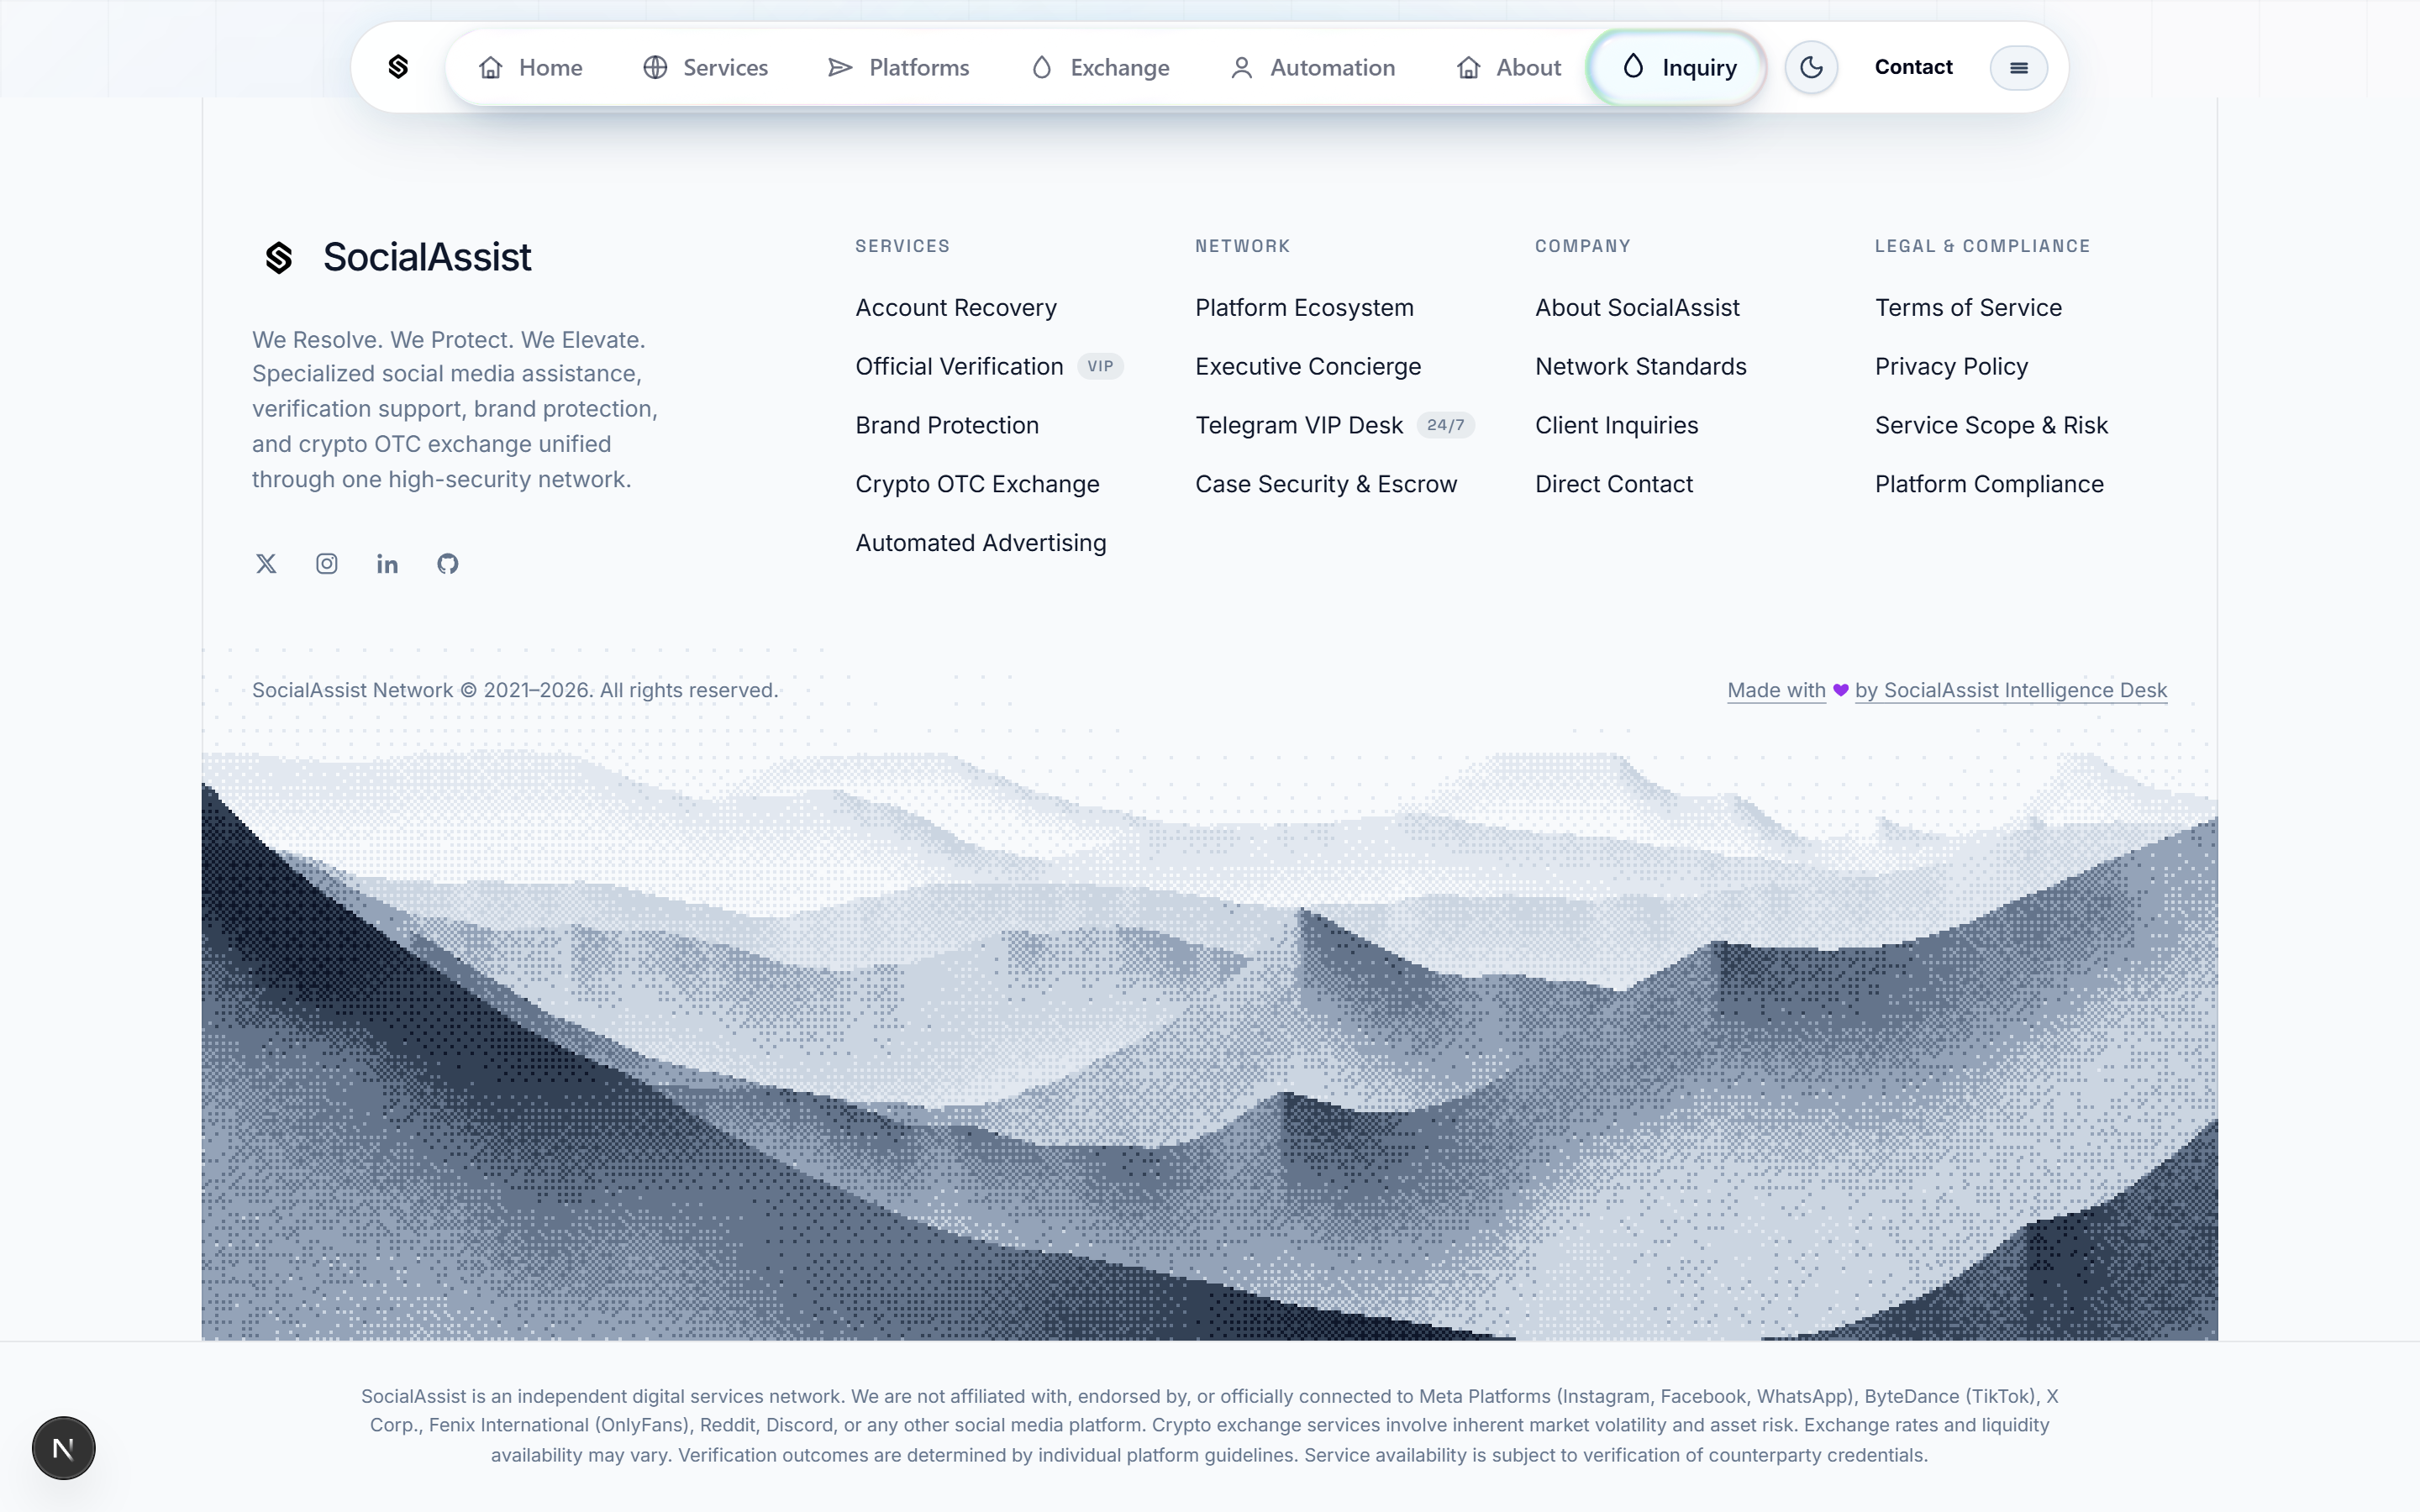 Home Services Platforms Exchange Automation About Inquiry Contact
SocialAssist
We Resolve. We Protect. We Elevate.
Specialized social media assistance,
verification support, brand protection,
and crypto OTC exchange unified
through one high-security network.
SERVICES
Account Recovery
Official Verification VIP
Brand Protection
Crypto OTC Exchange
Automated Advertising
NETWORK
Platform Ecosystem
Executive Concierge
Telegram VIP Desk 24/7
Case Security & Escrow
COMPANY
About SocialAssist
Network Standards
Client Inquiries
Direct Contact
LEGAL & COMPLIANCE
Terms of Service
Privacy Policy
Service Scope & Risk
Platform Compliance
SocialAssist Network © 2021–2026. All rights reserved.
Made with 💜 by SocialAssist Intelligence Desk
SocialAssist is an independent digital services network. We are not affiliated with, endorsed by, or officially connected to Meta Platforms (Instagram, Facebook, WhatsApp), ByteDance (TikTok), X
Corp., Fenix International (OnlyFans), Reddit, Discord, or any other social media platform. Crypto exchange services involve inherent market volatility and asset risk. Exchange rates and liquidity
availability may vary. Verification outcomes are determined by individual platform guidelines. Service availability is subject to verification of counterparty credentials.
N